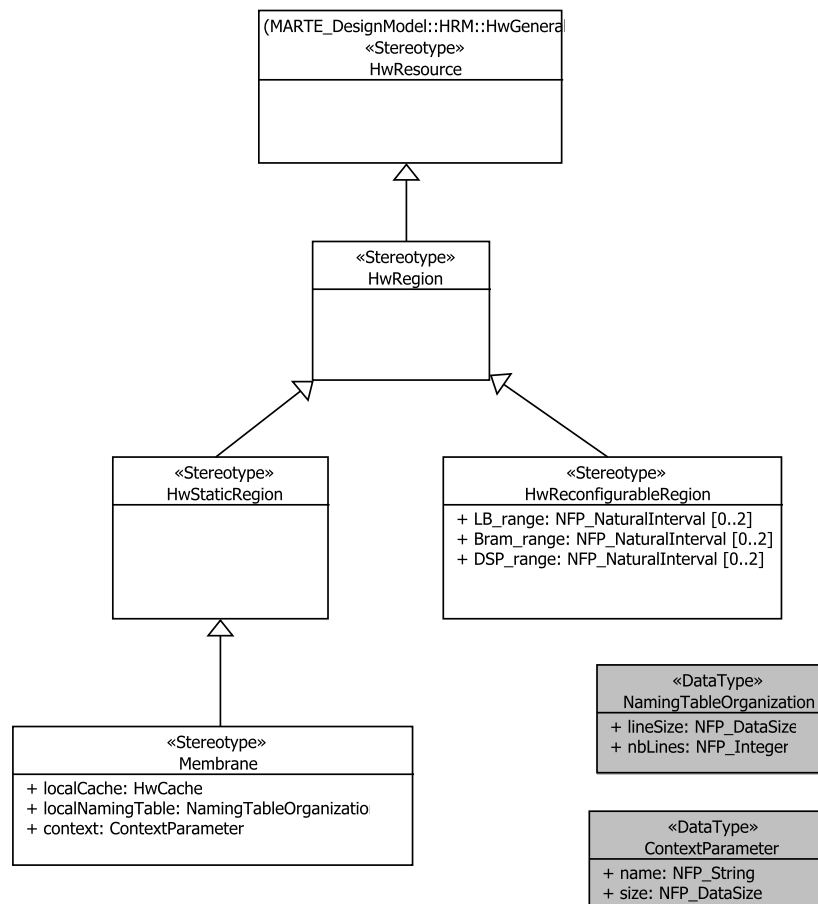 (MARTE_DesignModel::HRM::HwGeneral
«Stereotype»
HwResource
«Stereotype»
HwRegion
«Stereotype»
HwStaticRegion
«Stereotype»
HwReconfigurableRegion
+ LB_range: NFP_NaturalInterval [0..2]
+ Bram_range: NFP_NaturalInterval [0..2]
+ DSP_range: NFP_NaturalInterval [0..2]
«Stereotype»
Membrane
+ localCache: HwCache
+ localNamingTable: NamingTableOrganizatio
+ context: ContextParameter
«DataType»
NamingTableOrganization
+ lineSize: NFP_DataSize
+ nbLines: NFP_Integer
«DataType»
ContextParameter
+ name: NFP_String
+ size: NFP_DataSize